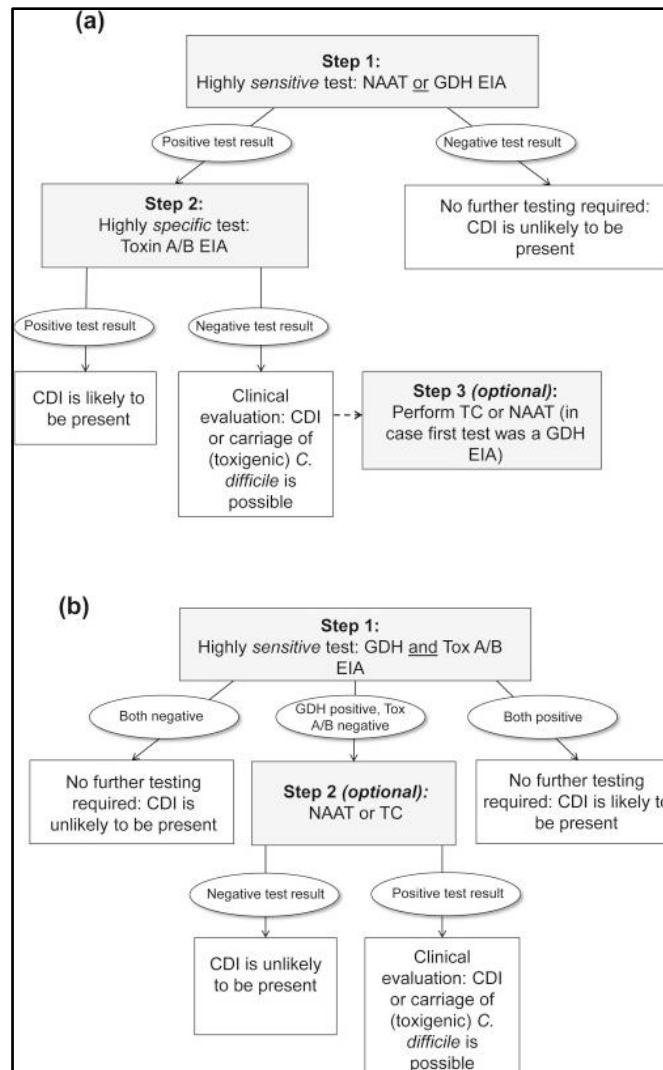 (a)
Step 1:
Highly sensitive test: NAAT or GDH EIA
Positive test result
Negative test result
Step 2:
Highly specific test:
Toxin A/B EIA
No further testing required:
CDI is unlikely to be
present
Positive test result
Negative test result
CDI is likely to
be present
Clinical
evaluation: CDI
or carriage of
(toxigenic) C.
difficile is
possible
Step 3 (optional):
Perform TC or NAAT (in
case first test was a GDH
EIA)
(b)
Step 1:
Highly sensitive test: GDH and Tox A/B
EIA
Both negative
GDH positive, Tox
A/B negative
Both positive
No further testing
required: CDI is
unlikely to be present
Step 2 (optional):
NAAT or TC
No further testing
required: CDI is likely to
be present
Negative test result
Positive test result
CDI is unlikely
to be present
Clinical
evaluation: CDI
or carriage of
(toxigenic) C.
difficile is
possible